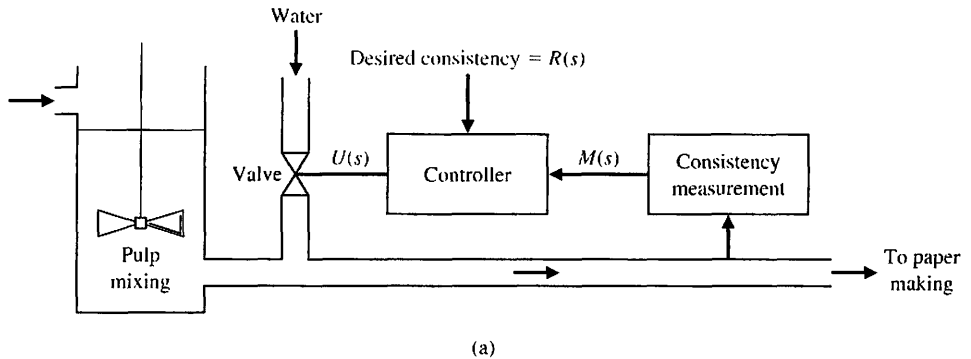 Water
Desired consistency = R(s)
Valve
U(s)
Controller
M(s)
Consistency
measurement
Pulp
mixing
To paper
making
(a)